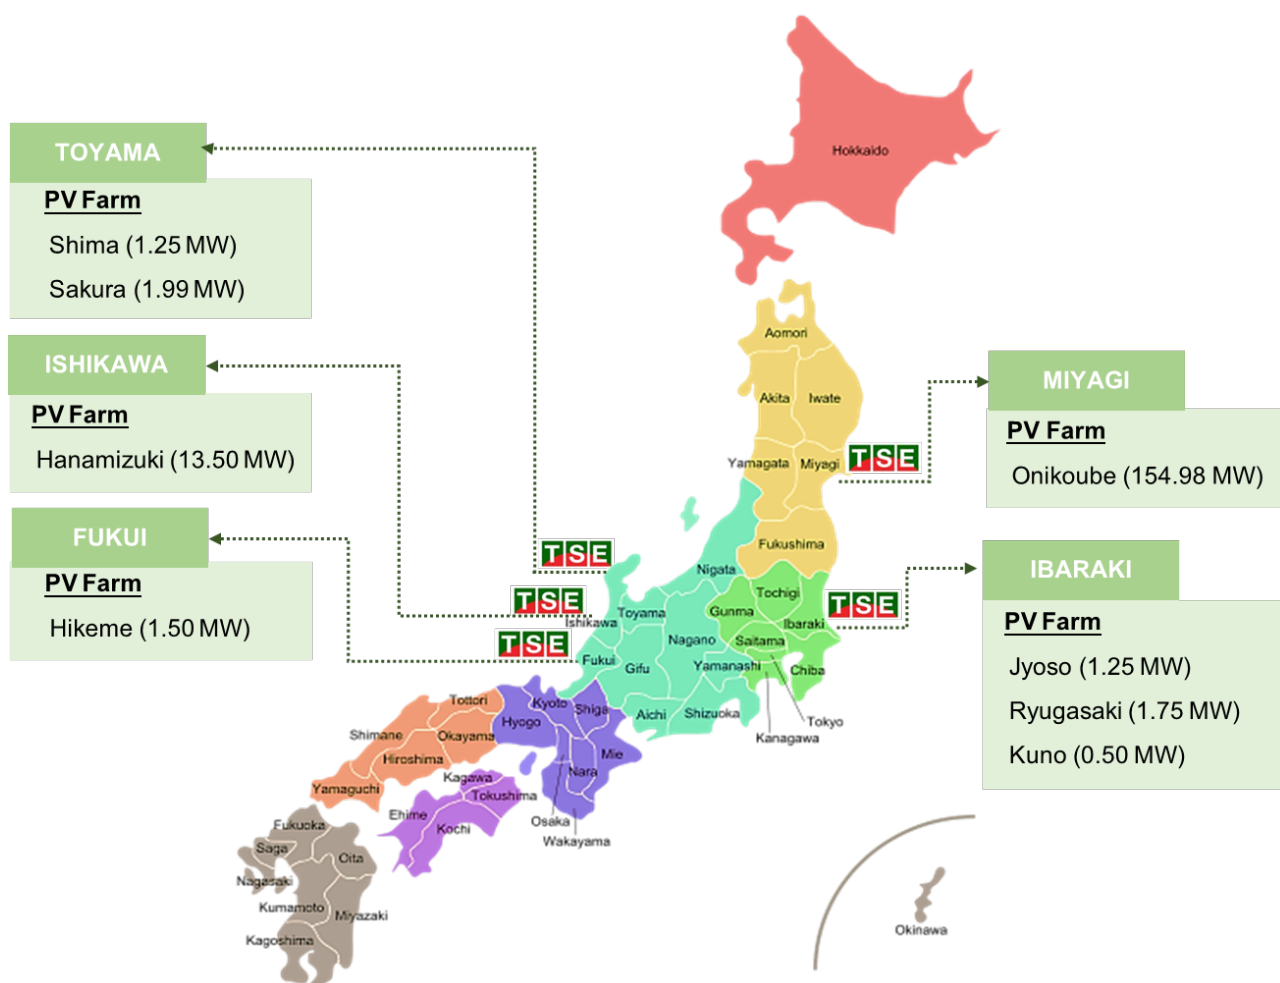 TOYAMA
PV Farm
Shima (1.25 MW)
Sakura (1.99 MW)
ISHIKAWA
PV Farm
Hanamizuki (13.50 MW)
FUKUI
PV Farm
Hikeme (1.50 MW)
MIYAGI
PV Farm
Onikoube (154.98 MW)
IBARAKI
PV Farm
Jyoso (1.25 MW)
Ryugasaki (1.75 MW)
Kuno (0.50 MW)
Hokkaido
Aomori
Akita
Iwate
Yamagata
Miyagi
TSE
Fukushima
TSE
Nigata
Tochigi
TSE
TSE
Toyama
Gunma
Ibaraki
Ishikawa
Nagano
Saitama
TSE
Fukui
Gifu
Yamanashi
Chiba
Tottori
Kyoto
Shiga
Aichi
Shizuoka
Tokyo
Hyogo
Kanagawa
Shimane
Okayama
Hiroshima
Mie
Nara
Kagawa
Yamaguchi
Tokushima
Ehime
Kochi
Osaka
Wakayama
Fukuoka
Saga
Oita
Nagasaki
Kumamoto
Miyazaki
Kagoshima
Okinawa